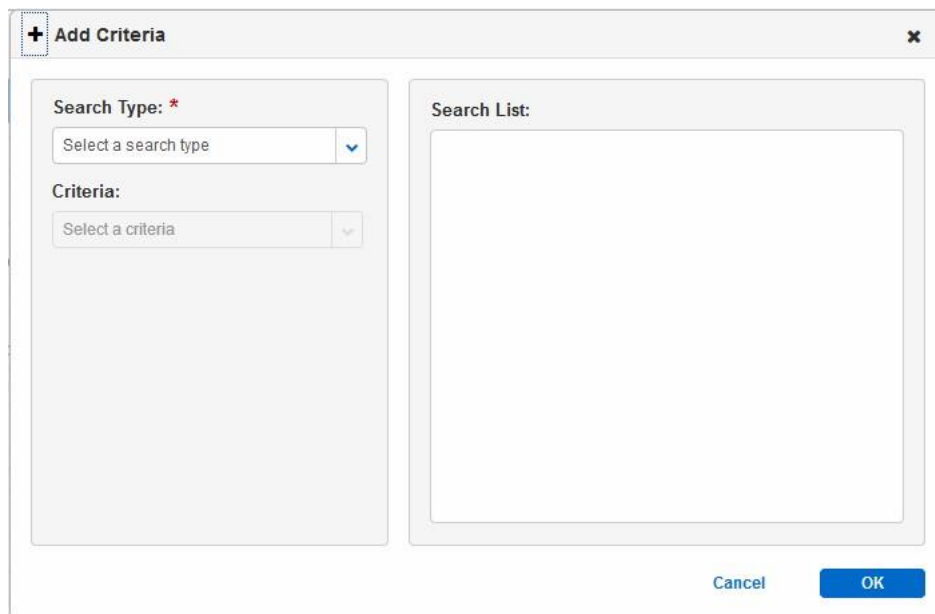 Add Criteria
Search Type: *
Select a search type
Criteria:
Select a criteria
Search List:
Cancel
OK